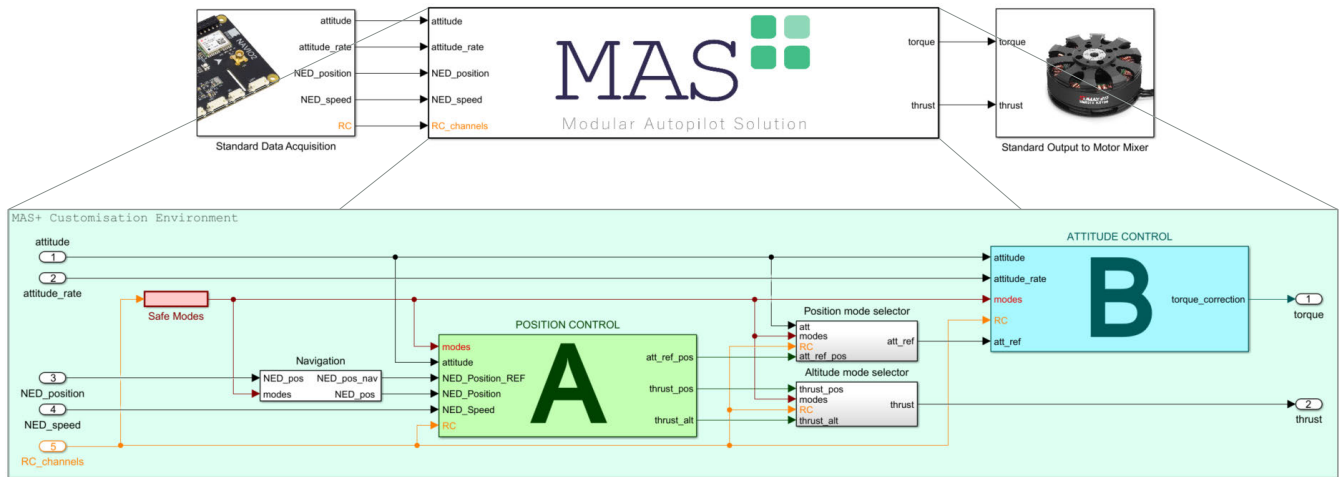 attitude
attitude_rate
NED_position
NED_speed
RC
Standard Data Acquisition
NAVIO2
attitude
attitude_rate
NED_position
NED_speed
RC_channels
MAS
Modular Autopilot Solution
torque
thrust
torque
thrust
Standard Output to Motor Mixer
MAS+ Customisation Environment
attitude
1
2
attitude_rate
Safe Modes
3
NED_position
4
NED_speed
5
RC_channels
Navigation
NED_pos NED_pos_nav
modes NED_pos
POSITION CONTROL
modes
attitude
NED_Position_REF
NED_Position
NED_Speed
RC
A
att_ref_pos
thrust_pos
thrust_alt
Position mode selector
att
modes
RC
att_ref_pos
att_ref
Altitude mode selector
thrust_pos
modes
RC
thrust_alt
thrust
ATTITUDE CONTROL
attitude
attitude_rate
modes
RC
att_ref
B
torque_correction
1
torque
2
thrust